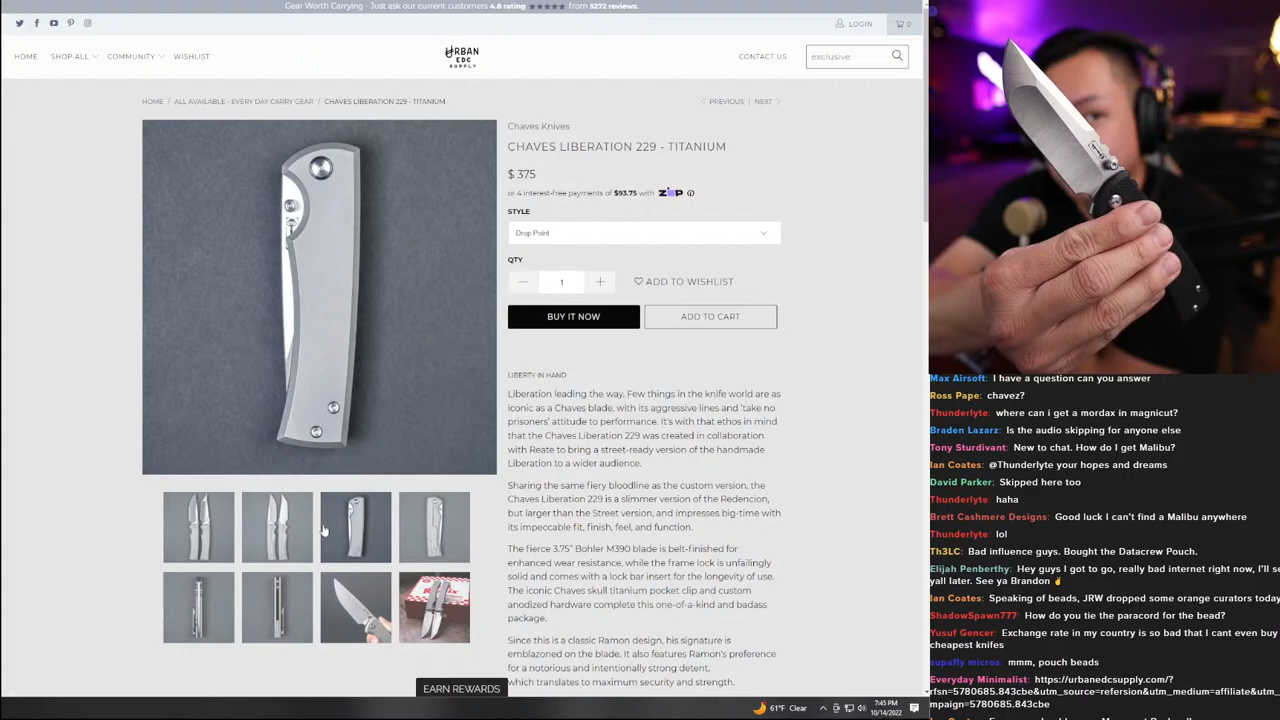 Gear Worth Carrying - Just ask our current customers 4.8 rating ★★★★★ from 5272 reviews.
LOGIN
0
HOME
SHOP ALL
COMMUNITY
WISHLIST
URBAN
EDC
SUPPLY
CONTACT US
exclusive
HOME / ALL AVAILABLE - EVERY DAY CARRY GEAR / CHAVES LIBERATION 229 - TITANIUM
PREVIOUS | NEXT
Chaves Knives
CHAVES LIBERATION 229 - TITANIUM
$ 375
or 4 interest-free payments of $93.75 with zip
STYLE
Drop Point
QTY
1
ADD TO WISHLIST
BUY IT NOW
ADD TO CART
LIBERTY IN HAND
Liberation leading the way. Few things in the knife world are as
iconic as a Chaves blade, with its aggressive lines and 'take no
prisoners' attitude to performance. It's with that ethos in mind
that the Chaves Liberation 229 was created in collaboration
with Reate to bring a street-ready version of the handmade
Liberation to a wider audience.
Sharing the same fiery bloodline as the custom version, the
Chaves Liberation 229 is a slimmer version of the Redencion,
but larger than the Street version, and impresses big-time with
its impeccable fit, finish, feel, and function.
The fierce 3.75" Bohler M390 blade is belt-finished for
enhanced wear resistance, while the frame lock is unfailingly
solid and comes with a lock bar insert for the longevity of use.
The iconic Chaves skull titanium pocket clip and custom
anodized hardware complete this one-of-a-kind and badass
package.
Since this is a classic Ramon design, his signature is
emblazoned on the blade. It also features Ramon's preference
for a notorious and intentionally strong detent,
which translates to maximum security and strength.
EARN REWARDS
61°F Clear
7:45 PM
10/14/2022
Max Airsoft: I have a question can you answer
Ross Pape: chavez?
Thunderlyte: where can i get a mordax in magnicut?
Braden Lazarz: Is the audio skipping for anyone else
Tony Sturdivant: New to chat. How do I get Malibu?
Ian Coates: @Thunderlyte your hopes and dreams
David Parker: Skipped here too
Thunderlyte: haha
Brett Cashmere Designs: Good luck I can't find a Malibu anywhere
Thunderlyte: lol
Th3LC: Bad influence guys. Bought the Datacrew Pouch.
Elijah Penberthy: Hey guys I got to go, really bad internet right now, I'll se
yall later. See ya Brandon ✌
Ian Coates: Speaking of beads, JRW dropped some orange curators today
ShadowSpawn777: How do you tie the paracord for the bead?
Yusuf Gencer: Exchange rate in my country is so bad that I cant even buy
cheapest knifes
supafly micros: mmm, pouch beads
Everyday Minimalist: https://urbanedcsupply.com/?
rfsn=5780685.843cbe&utm_source=refersion&utm_medium=affiliate&utm_
mpaign=5780685.843cbe